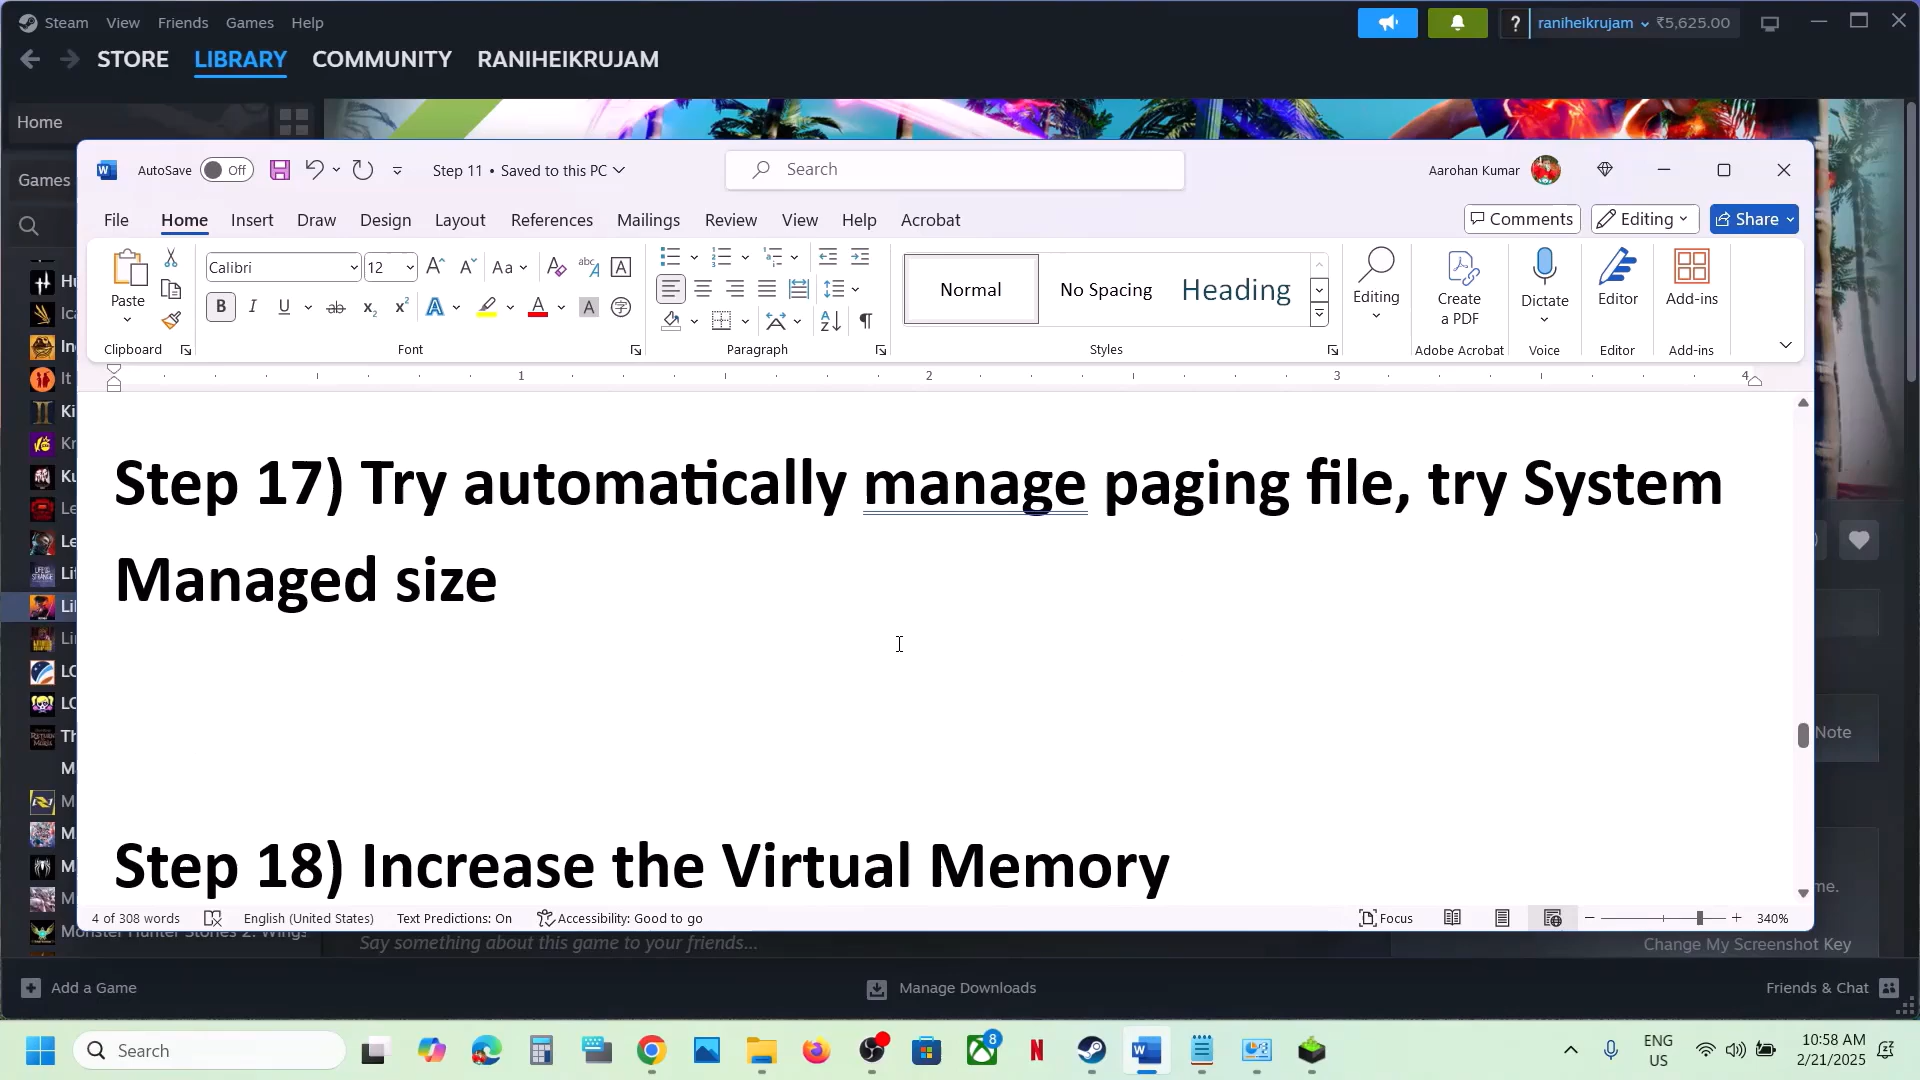 Steam View Friends Games Help
? raniheikrujam ₹5,625.00
STORE LIBRARY COMMUNITY RANIHEIKRUJAM
Home
Games
AutoSave Off
Step 11 • Saved to this PC
Search
Aarohan Kumar
File Home Insert Draw Design Layout References Mailings Review View Help Acrobat
Comments Editing Share
Paste
Calibri 12
Normal No Spacing Heading
Editing Create a PDF Dictate Editor Add-ins
Clipboard Font Paragraph Styles Adobe Acrobat Voice Editor Add-ins
1 2 3 4
Step 17) Try automatically manage paging file, try System
Managed size
Step 18) Increase the Virtual Memory
4 of 308 words English (United States) Text Predictions: On Accessibility: Good to go Focus 340%
Note
me.
Say something about this game to your friends...
Change My Screenshot Key
Add a Game Manage Downloads Friends & Chat
Search
8
ENG
US
10:58 AM
2/21/2025